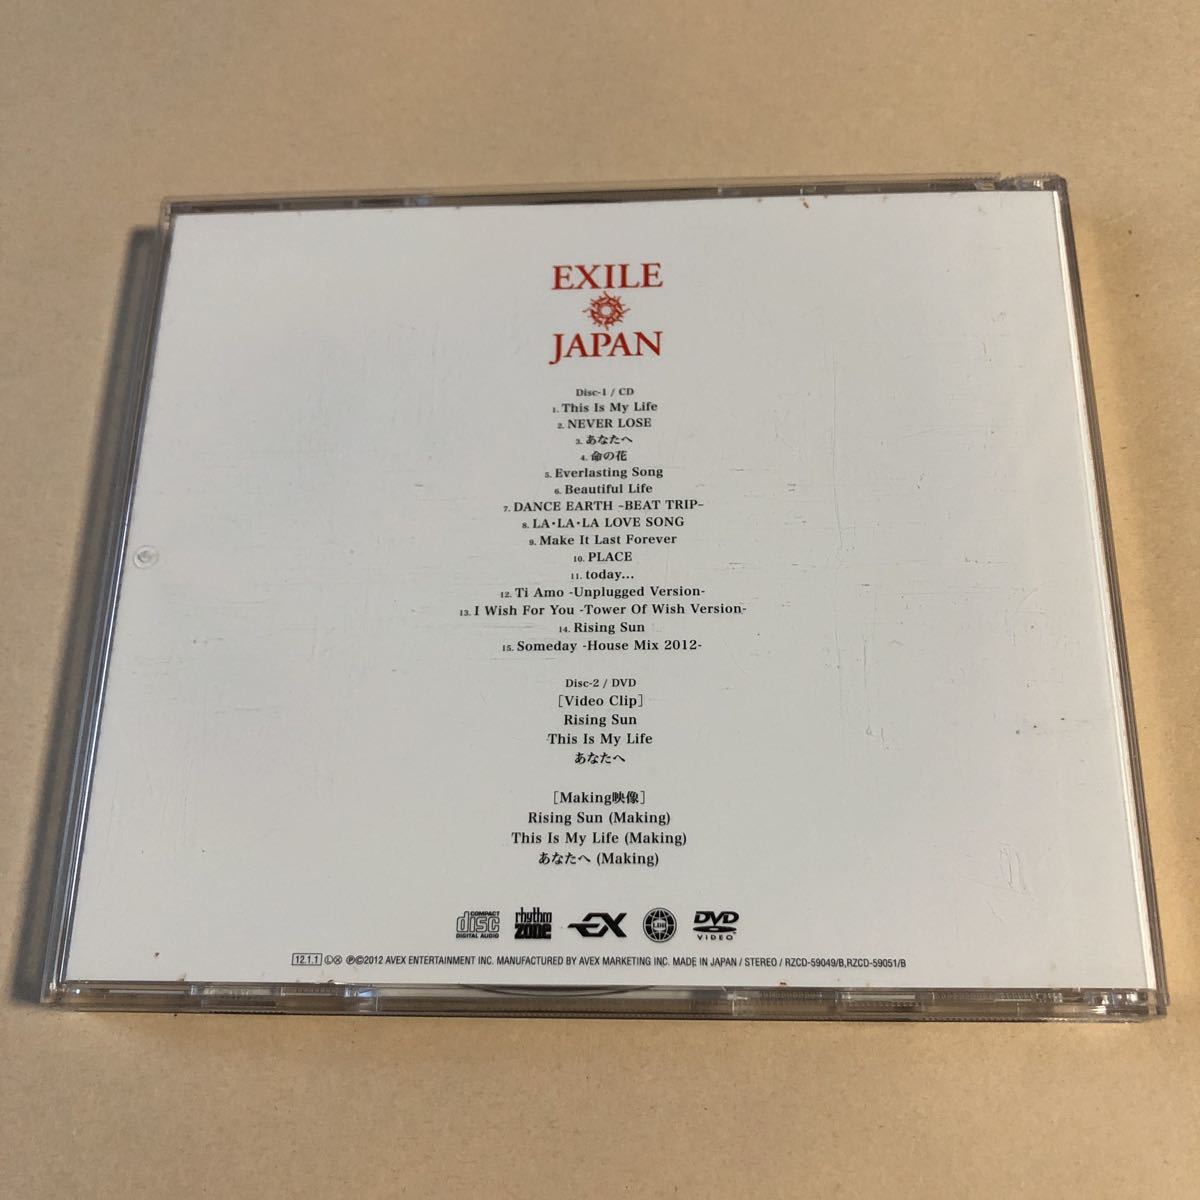 EXILE
JAPAN
Disc-1 / CD
1. This Is My Life
2. NEVER LOSE
3. あなたへ
4. 命の花
5. Everlasting Song
6. Beautiful Life
7. DANCE EARTH ~BEAT TRIP~
8. LA・LA・LA LOVE SONG
9. Make It Last Forever
10. PLACE
11. today...
12. Ti Amo -Unplugged Version-
13. I Wish For You -Tower Of Wish Version-
14. Rising Sun
15. Someday -House Mix 2012-
Disc-2 / DVD
[Video Clip]
Rising Sun
This Is My Life
あなたへ
[Making映像]
Rising Sun (Making)
This Is My Life (Making)
あなたへ (Making)
COMPACT disc DIGITAL AUDIO rhythm zone EX LDH DVD VIDEO
12.1.1 Ⓛ Ⓧ ℗©2012 AVEX ENTERTAINMENT INC. MANUFACTURED BY AVEX MARKETING INC. MADE IN JAPAN / STEREO / RZCD-59049/B,RZCD-59051/B